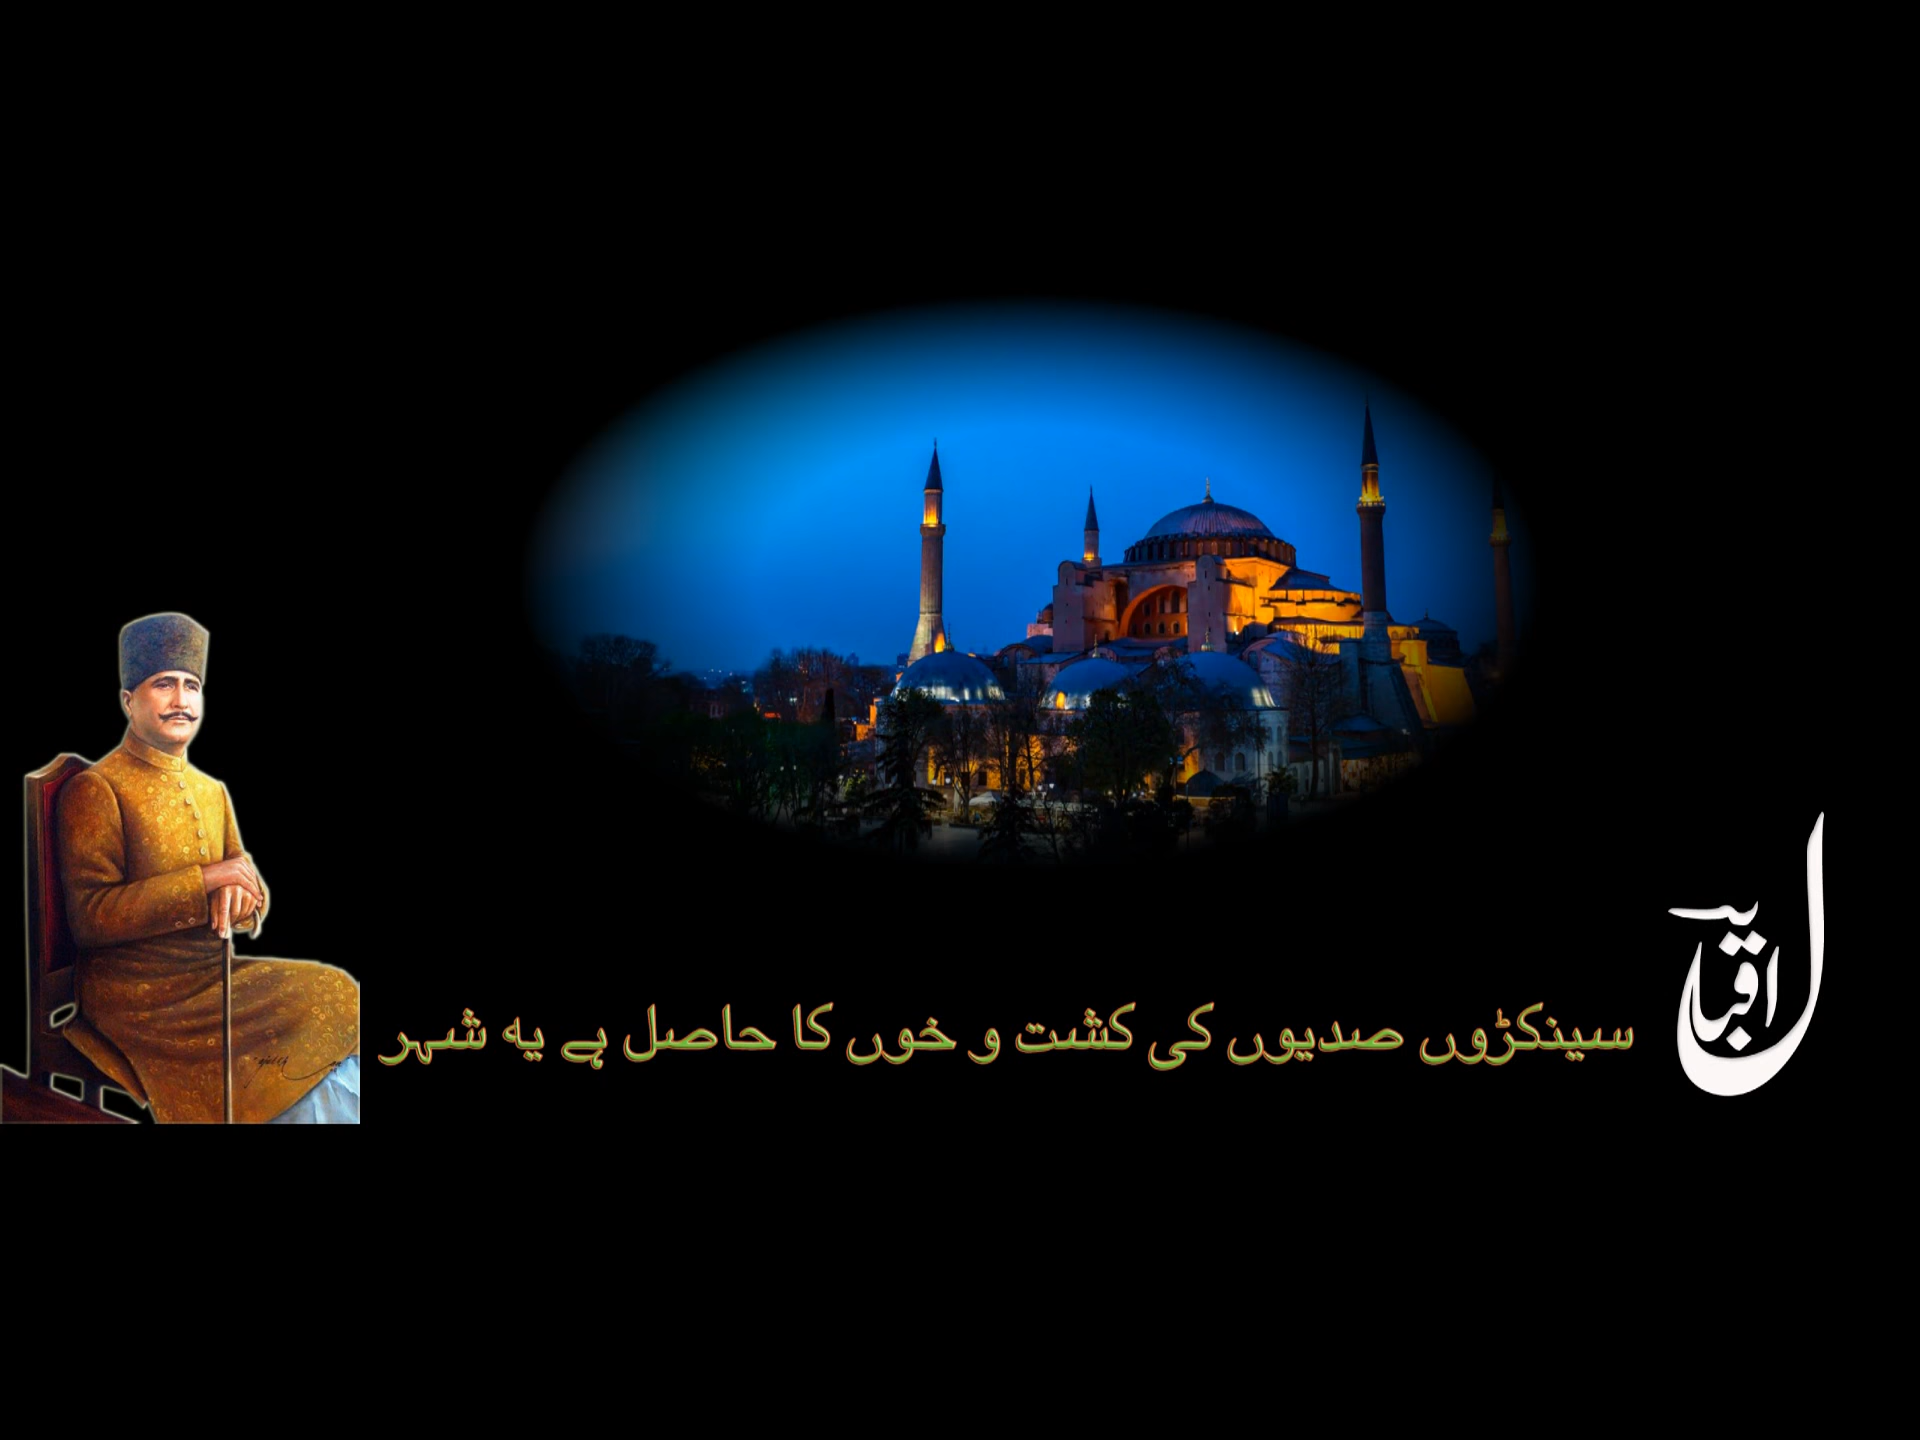 سینکڑوں صدیوں کی کشت و خوں کا حاصل ہے یہ شہر
اقبال